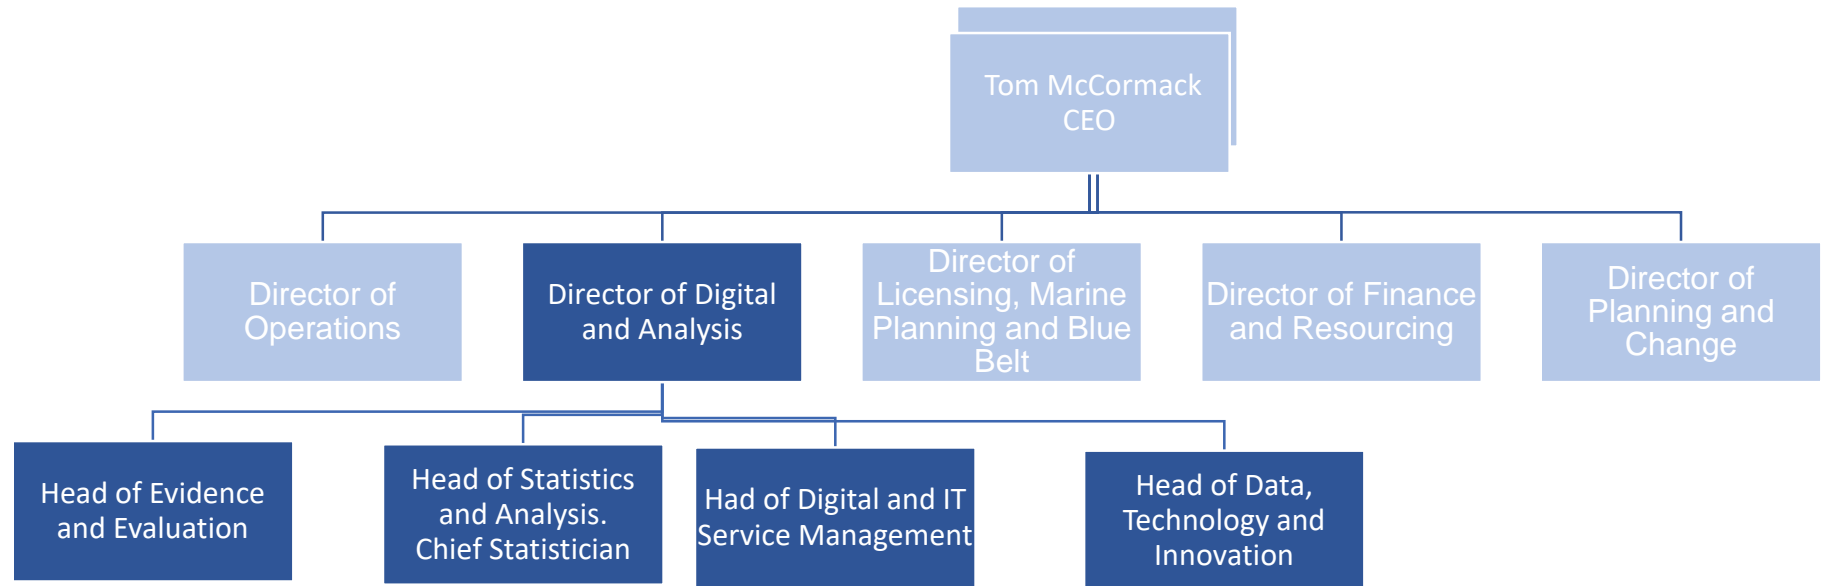 Tom McCormack
CEO
Director of
Operations
Director of Digital
and Analysis
Director of
Licensing, Marine
Planning and Blue
Belt
Director of Finance
and Resourcing
Director of
Planning and
Change
Head of Evidence
and Evaluation
Head of Statistics
and Analysis.
Chief Statistician
Had of Digital and IT
Service Management
Head of Data,
Technology and
Innovation